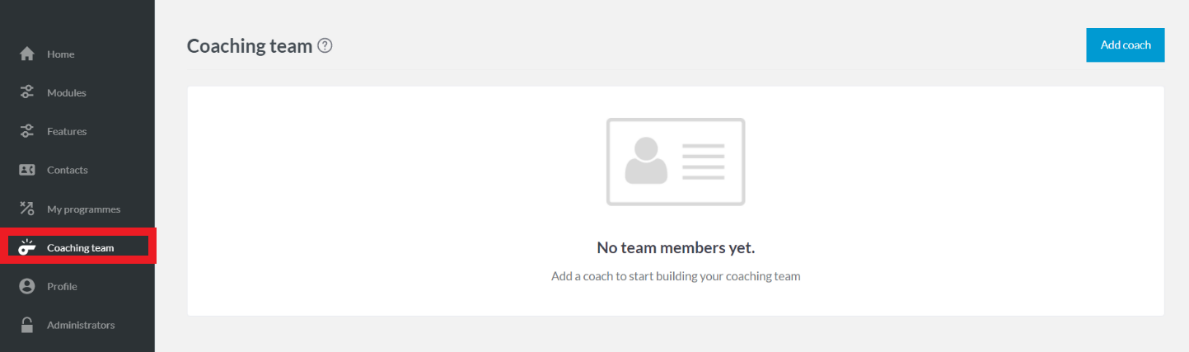 Home
Modules
Features
Contacts
My programmes
Coaching team
Profile
Administrators
Coaching team ?
Add coach
No team members yet.
Add a coach to start building your coaching team